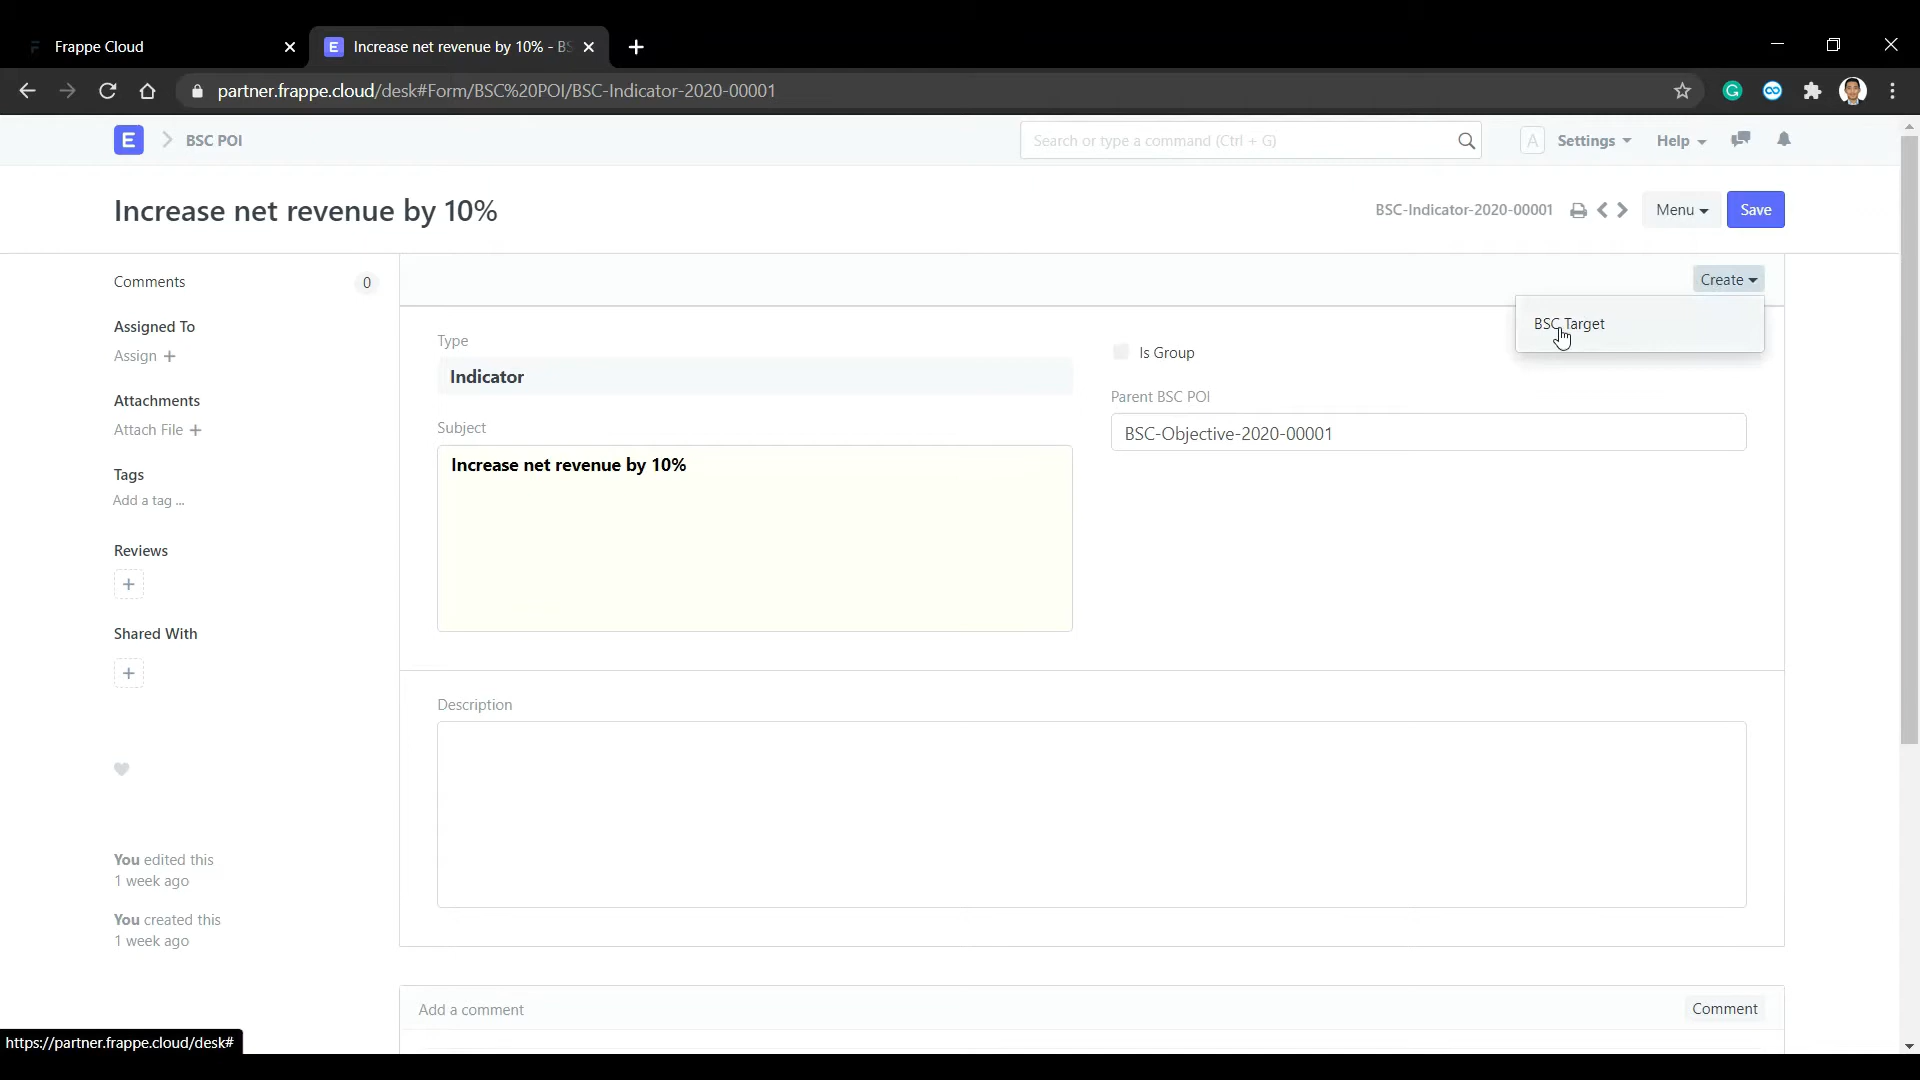 Frappe Cloud
E Increase net revenue by 10% - BS
partner.frappe.cloud/desk#Form/BSC%20POI/BSC-Indicator-2020-00001
E BSC POI
Search or type a command (Ctrl + G)
A Settings Help
Increase net revenue by 10%
BSC-Indicator-2020-00001
Menu
Save
Comments 0
Create
BSC Target
Assigned To
Assign +
Attachments
Attach File +
Tags
Add a tag ...
Reviews
+
Shared With
+
Type
Indicator
Subject
Increase net revenue by 10%
Is Group
Parent BSC POI
BSC-Objective-2020-00001
Description
You edited this
1 week ago
You created this
1 week ago
Add a comment
Comment
https://partner.frappe.cloud/desk#